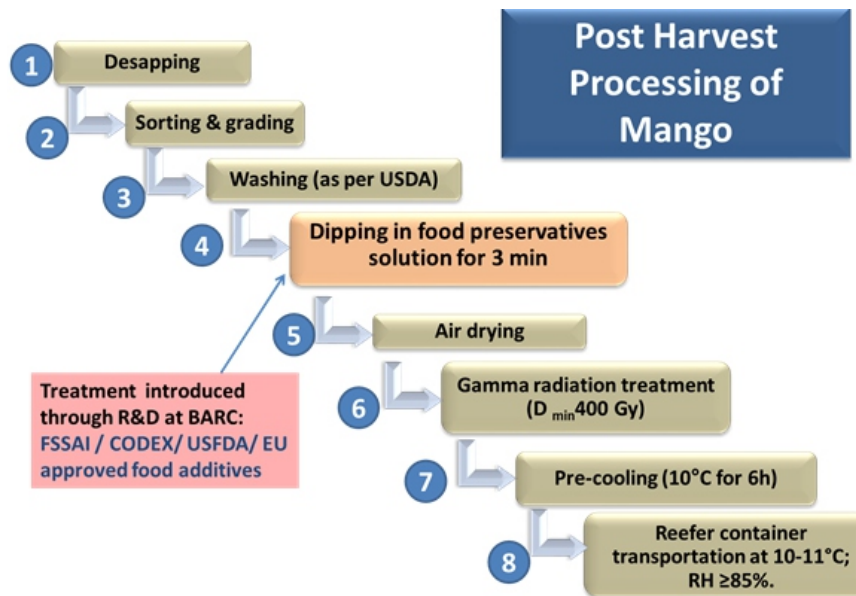 Post Harvest
Processing of
Mango
1
Desapping
2
Sorting & grading
3
Washing (as per USDA)
4
Dipping in food preservatives
solution for 3 min
5
Air drying
Treatment introduced
through R&D at BARC:
FSSAI / CODEX/ USFDA/ EU
approved food additives
6
Gamma radiation treatment
(D min400 Gy)
7
Pre-cooling (10°C for 6h)
8
Reefer container
transportation at 10-11°C;
RH ≥85%.